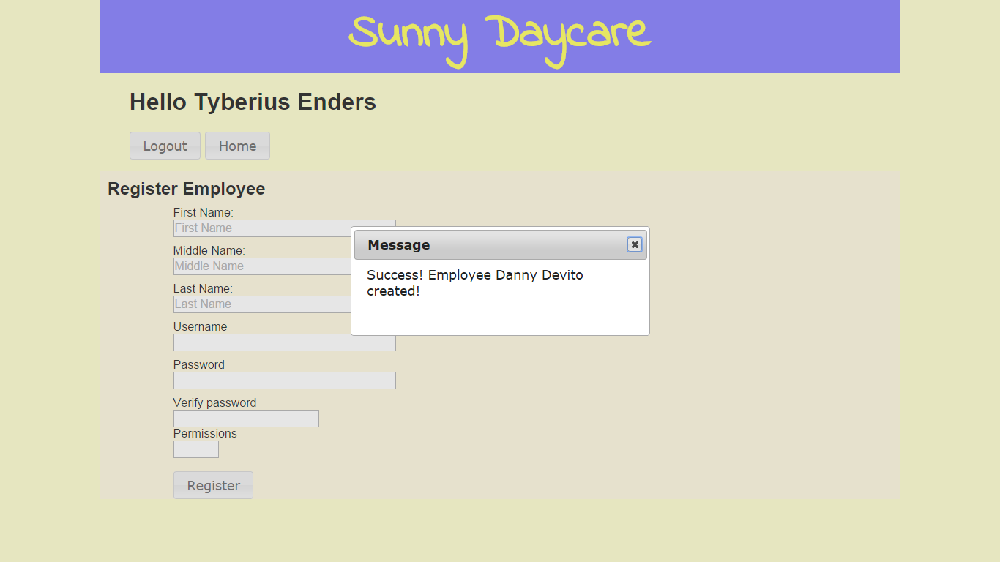 Sunny Daycare
Hello Tyberius Enders
Logout Home
Register Employee
First Name:
First Name
Middle Name:
Middle Name
Last Name:
Last Name
Username
Password
Verify password
Permissions
Register
Message
Success! Employee Danny Devito
created!